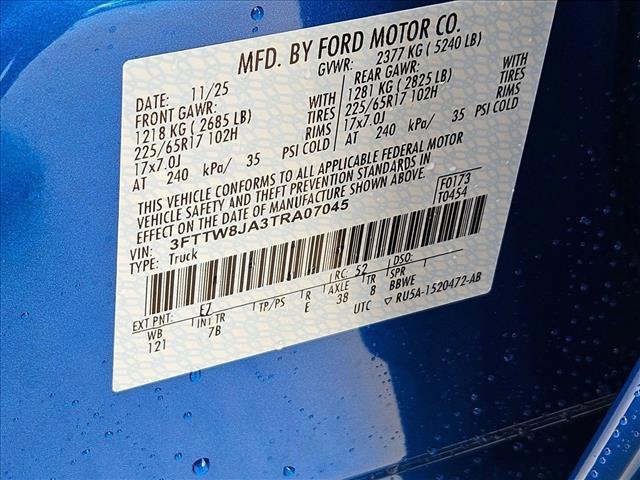 MFD. BY FORD MOTOR CO.
DATE: 11/25 GVWR: 2377 KG ( 5240 LB)
FRONT GAWR: REAR GAWR:
1218 KG ( 2685 LB) WITH 1281 KG ( 2825 LB) WITH
225/65R17 102H TIRES 225/65R17 102H TIRES
17x7.0J RIMS 17x7.0J RIMS
AT 240 kPa/ 35 PSI COLD AT 240 kPa/ 35 PSI COLD
THIS VEHICLE CONFORMS TO ALL APPLICABLE FEDERAL MOTOR
VEHICLE SAFETY AND THEFT PREVENTION STANDARDS IN
EFFECT ON THE DATE OF MANUFACTURE SHOWN ABOVE.
VIN: 3FTTW8JA3TRA07045 F0173
TYPE: Truck T0454
EXT PNT: EZ RC: 52 DSO:
WB INT TR TP/PS R AXLE TR SPR
121 7B E 38 8 BBWE
UTC ▽ RU5A-1520472-AB